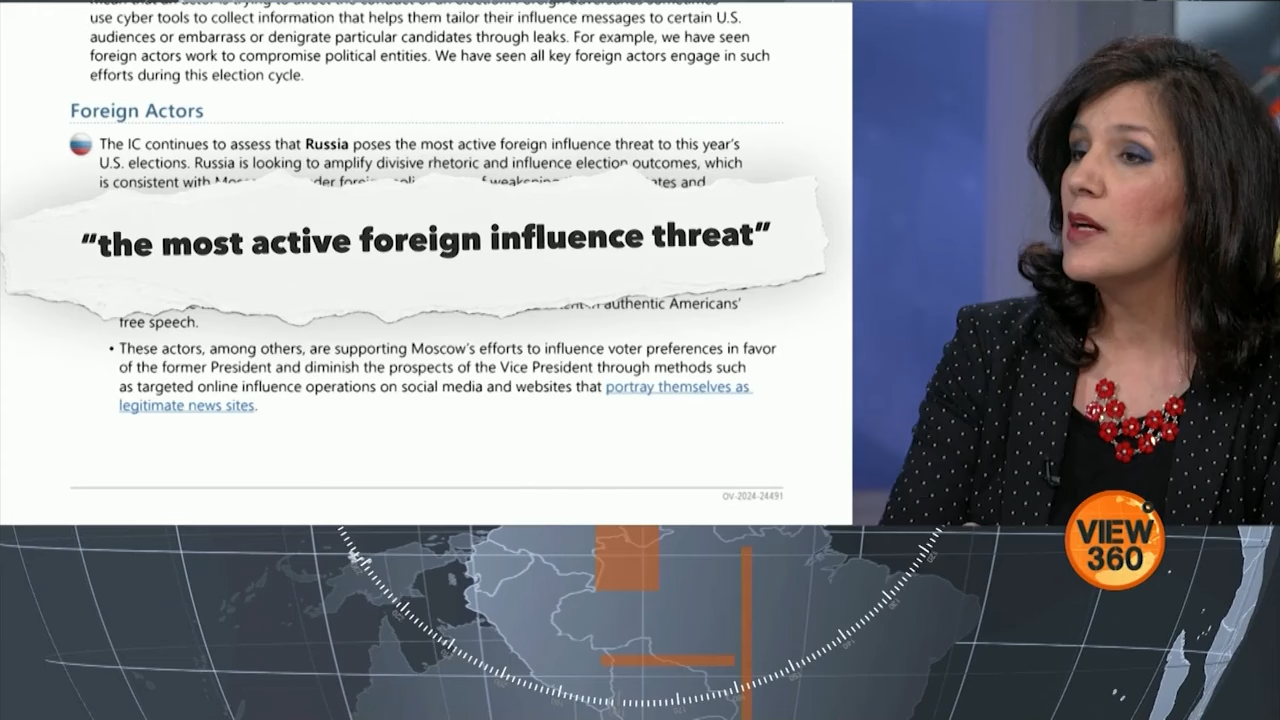 use cyber tools to collect information that helps them tailor their influence messages to certain U.S.
audiences or embarrass or denigrate particular candidates through leaks. For example, we have seen
foreign actors work to compromise political entities. We have seen all key foreign actors engage in such
efforts during this election cycle.
Foreign Actors
The IC continues to assess that Russia poses the most active foreign influence threat to this year's
U.S. elections. Russia is looking to amplify divisive rhetoric and influence election outcomes, which
is consistent with
“the most active foreign influence threat”
authentic Americans'
free speech.
• These actors, among others, are supporting Moscow's efforts to influence voter preferences in favor
of the former President and diminish the prospects of the Vice President through methods such
as targeted online influence operations on social media and websites that portray themselves as
legitimate news sites.
OV-2024-24491
VIEW
360